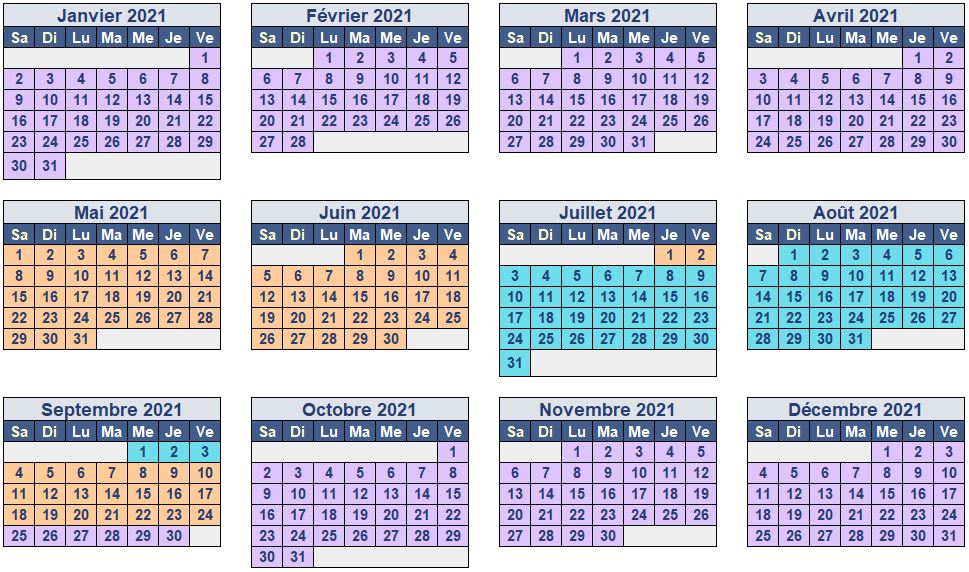 Janvier 2021 Février 2021 Mars 2021 Avril 2021
Sa Di Lu Ma Me Je Ve Sa Di Lu Ma Me Je Ve Sa Di Lu Ma Me Je Ve Sa Di Lu Ma Me Je Ve
1 1 2 3 4 5 1 2 3 4 5 1 2
2 3 4 5 6 7 8 6 7 8 9 10 11 12 6 7 8 9 10 11 12 3 4 5 6 7 8 9
9 10 11 12 13 14 15 13 14 15 16 17 18 19 13 14 15 16 17 18 19 10 11 12 13 14 15 16
16 17 18 19 20 21 22 20 21 22 23 24 25 26 20 21 22 23 24 25 26 17 18 19 20 21 22 23
23 24 25 26 27 28 29 27 28 27 28 29 30 31 24 25 26 27 28 29 30
30 31
Mai 2021 Juin 2021 Juillet 2021 Août 2021
Sa Di Lu Ma Me Je Ve Sa Di Lu Ma Me Je Ve Sa Di Lu Ma Me Je Ve Sa Di Lu Ma Me Je Ve
1 2 3 4 5 6 7 1 2 3 4 1 2 1 2 3 4 5 6
8 9 10 11 12 13 14 5 6 7 8 9 10 11 3 4 5 6 7 8 9 7 8 9 10 11 12 13
15 16 17 18 19 20 21 12 13 14 15 16 17 18 10 11 12 13 14 15 16 14 15 16 17 18 19 20
22 23 24 25 26 27 28 19 20 21 22 23 24 25 17 18 19 20 21 22 23 21 22 23 24 25 26 27
29 30 31 26 27 28 29 30 24 25 26 27 28 29 30 28 29 30 31
31
Septembre 2021 Octobre 2021 Novembre 2021 Décembre 2021
Sa Di Lu Ma Me Je Ve Sa Di Lu Ma Me Je Ve Sa Di Lu Ma Me Je Ve Sa Di Lu Ma Me Je Ve
1 2 3 1 1 2 3 4 5 1 2 3
4 5 6 7 8 9 10 2 3 4 5 6 7 8 6 7 8 9 10 11 12 4 5 6 7 8 9 10
11 12 13 14 15 16 17 9 10 11 12 13 14 15 13 14 15 16 17 18 19 11 12 13 14 15 16 17
18 19 20 21 22 23 24 16 17 18 19 20 21 22 20 21 22 23 24 25 26 18 19 20 21 22 23 24
25 26 27 28 29 30 23 24 25 26 27 28 29 27 28 29 30 25 26 27 28 29 30 31
30 31